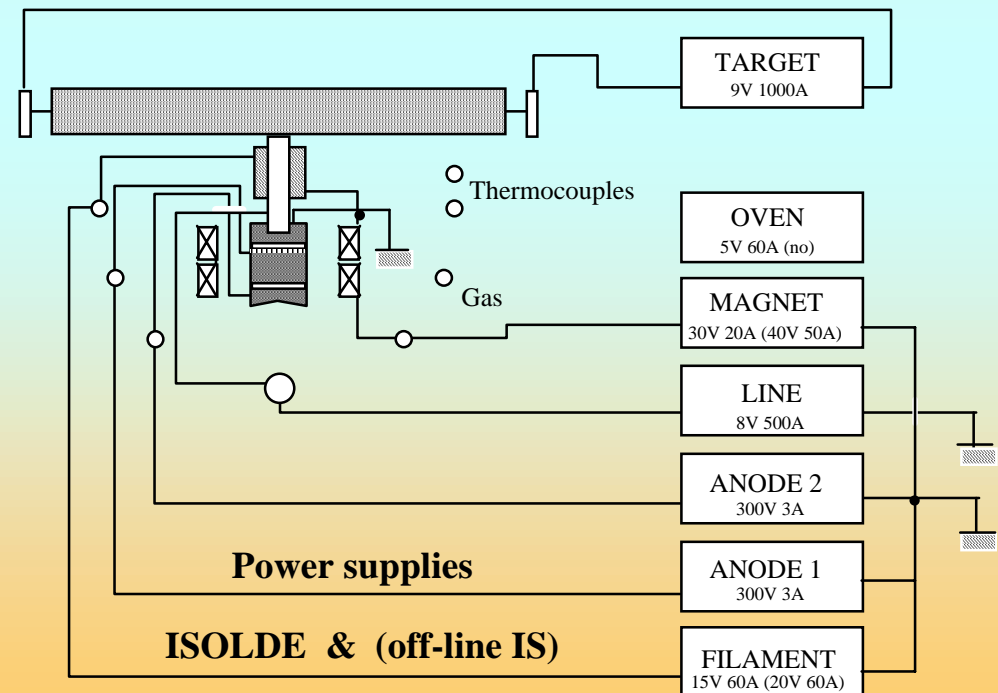 TARGET
9V 1000A
Thermocouples
OVEN
5V 60A (no)
Gas
MAGNET
30V 20A (40V 50A)
LINE
8V 500A
ANODE 2
300V 3A
Power supplies
ANODE 1
300V 3A
ISOLDE & (off-line IS)
FILAMENT
15V 60A (20V 60A)